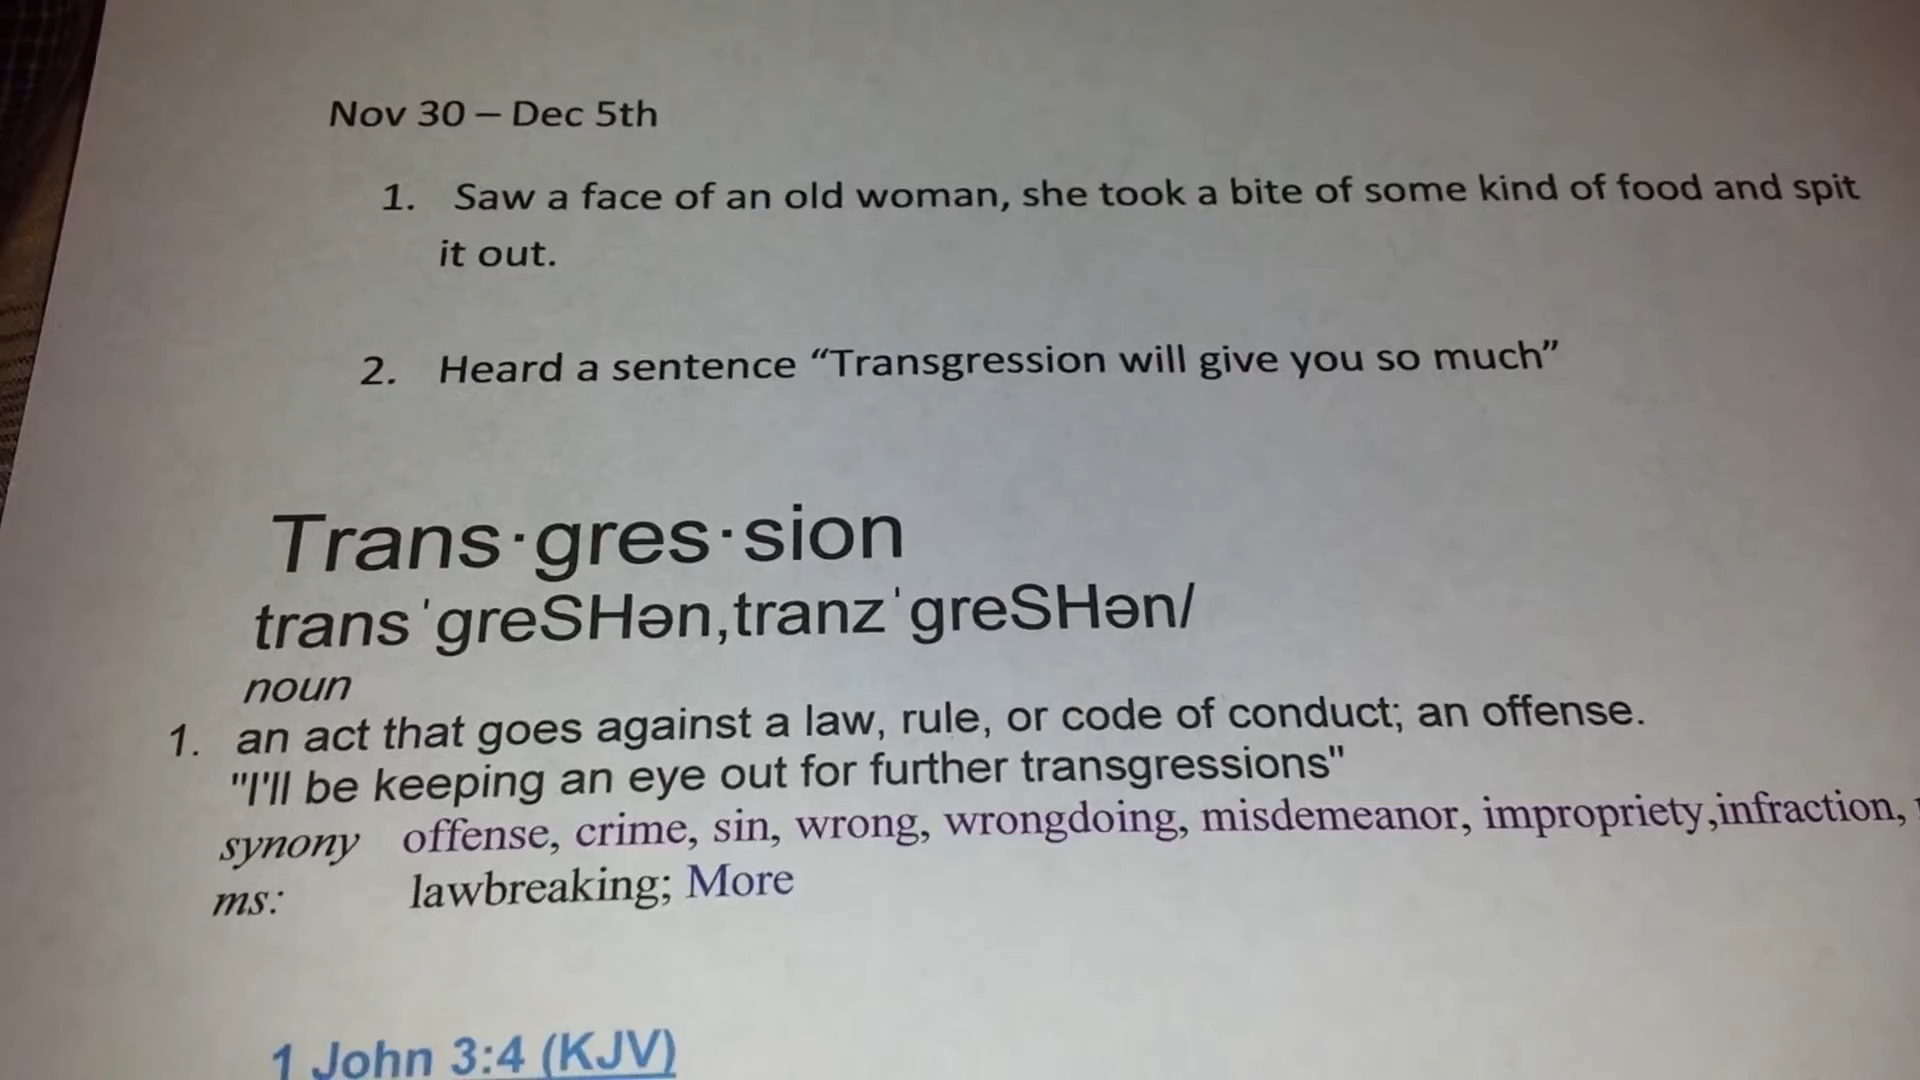 Nov 30 – Dec 5th
1. Saw a face of an old woman, she took a bite of some kind of food and spit
it out.
2. Heard a sentence “Transgression will give you so much”
Trans·gres·sion
transˈgreSHən,tranzˈgreSHən/
noun
1. an act that goes against a law, rule, or code of conduct; an offense.
"I'll be keeping an eye out for further transgressions"
synony offense, crime, sin, wrong, wrongdoing, misdemeanor, impropriety,infraction,
ms: lawbreaking; More
1 John 3:4 (KJV)